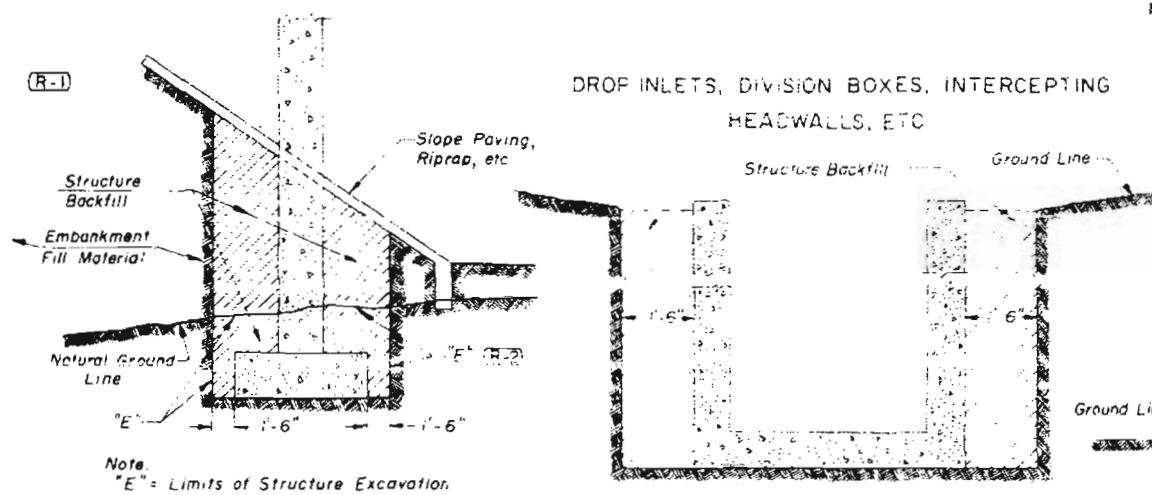 R-1
DROP INLETS, DIVISION BOXES, INTERCEPTING
HEADWALLS, ETC
Slope Paving,
Riprap, etc
Structure Backfill
Ground Line
Structure
Backfill
Embankment
Fill Material
1'-6"
1'-6"
Natural Ground
Line
"E" R-2
"E"
1'-6"
1'-6"
Ground Li
Note:
"E" = Limits of Structure Excavation